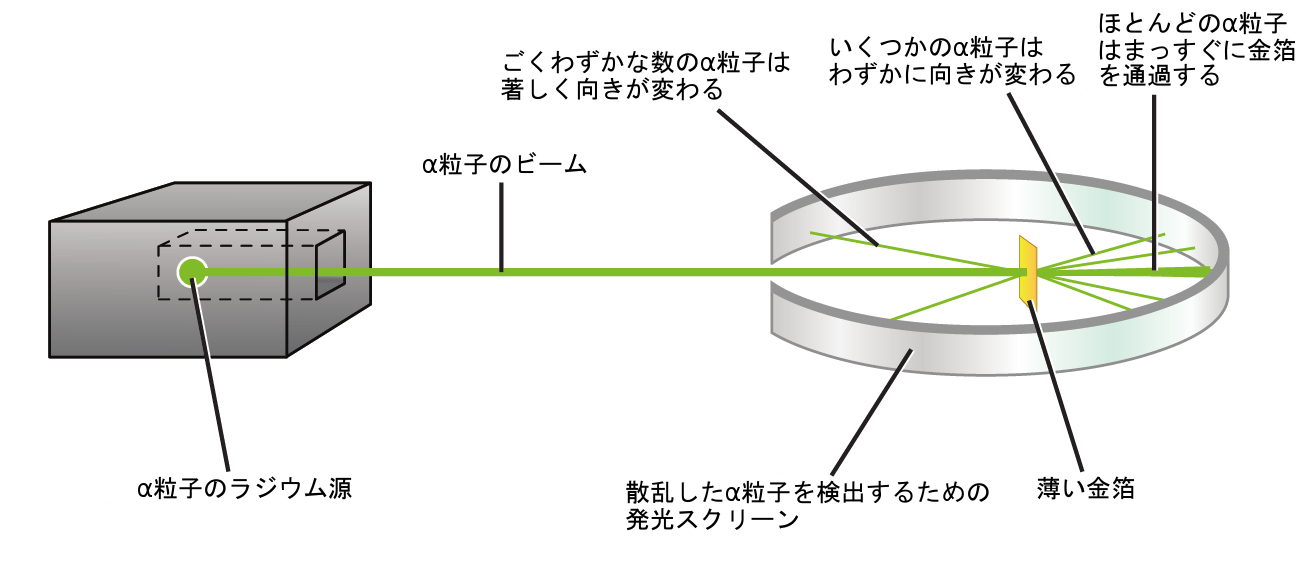 ごくわずかな数のα粒子は
著しく向きが変わる
いくつかのα粒子は
わずかに向きが変わる
ほとんどのα粒子
はまっすぐに金箔
を通過する
α粒子のビーム
α粒子のラジウム源
散乱したα粒子を検出するための
発光スクリーン
薄い金箔